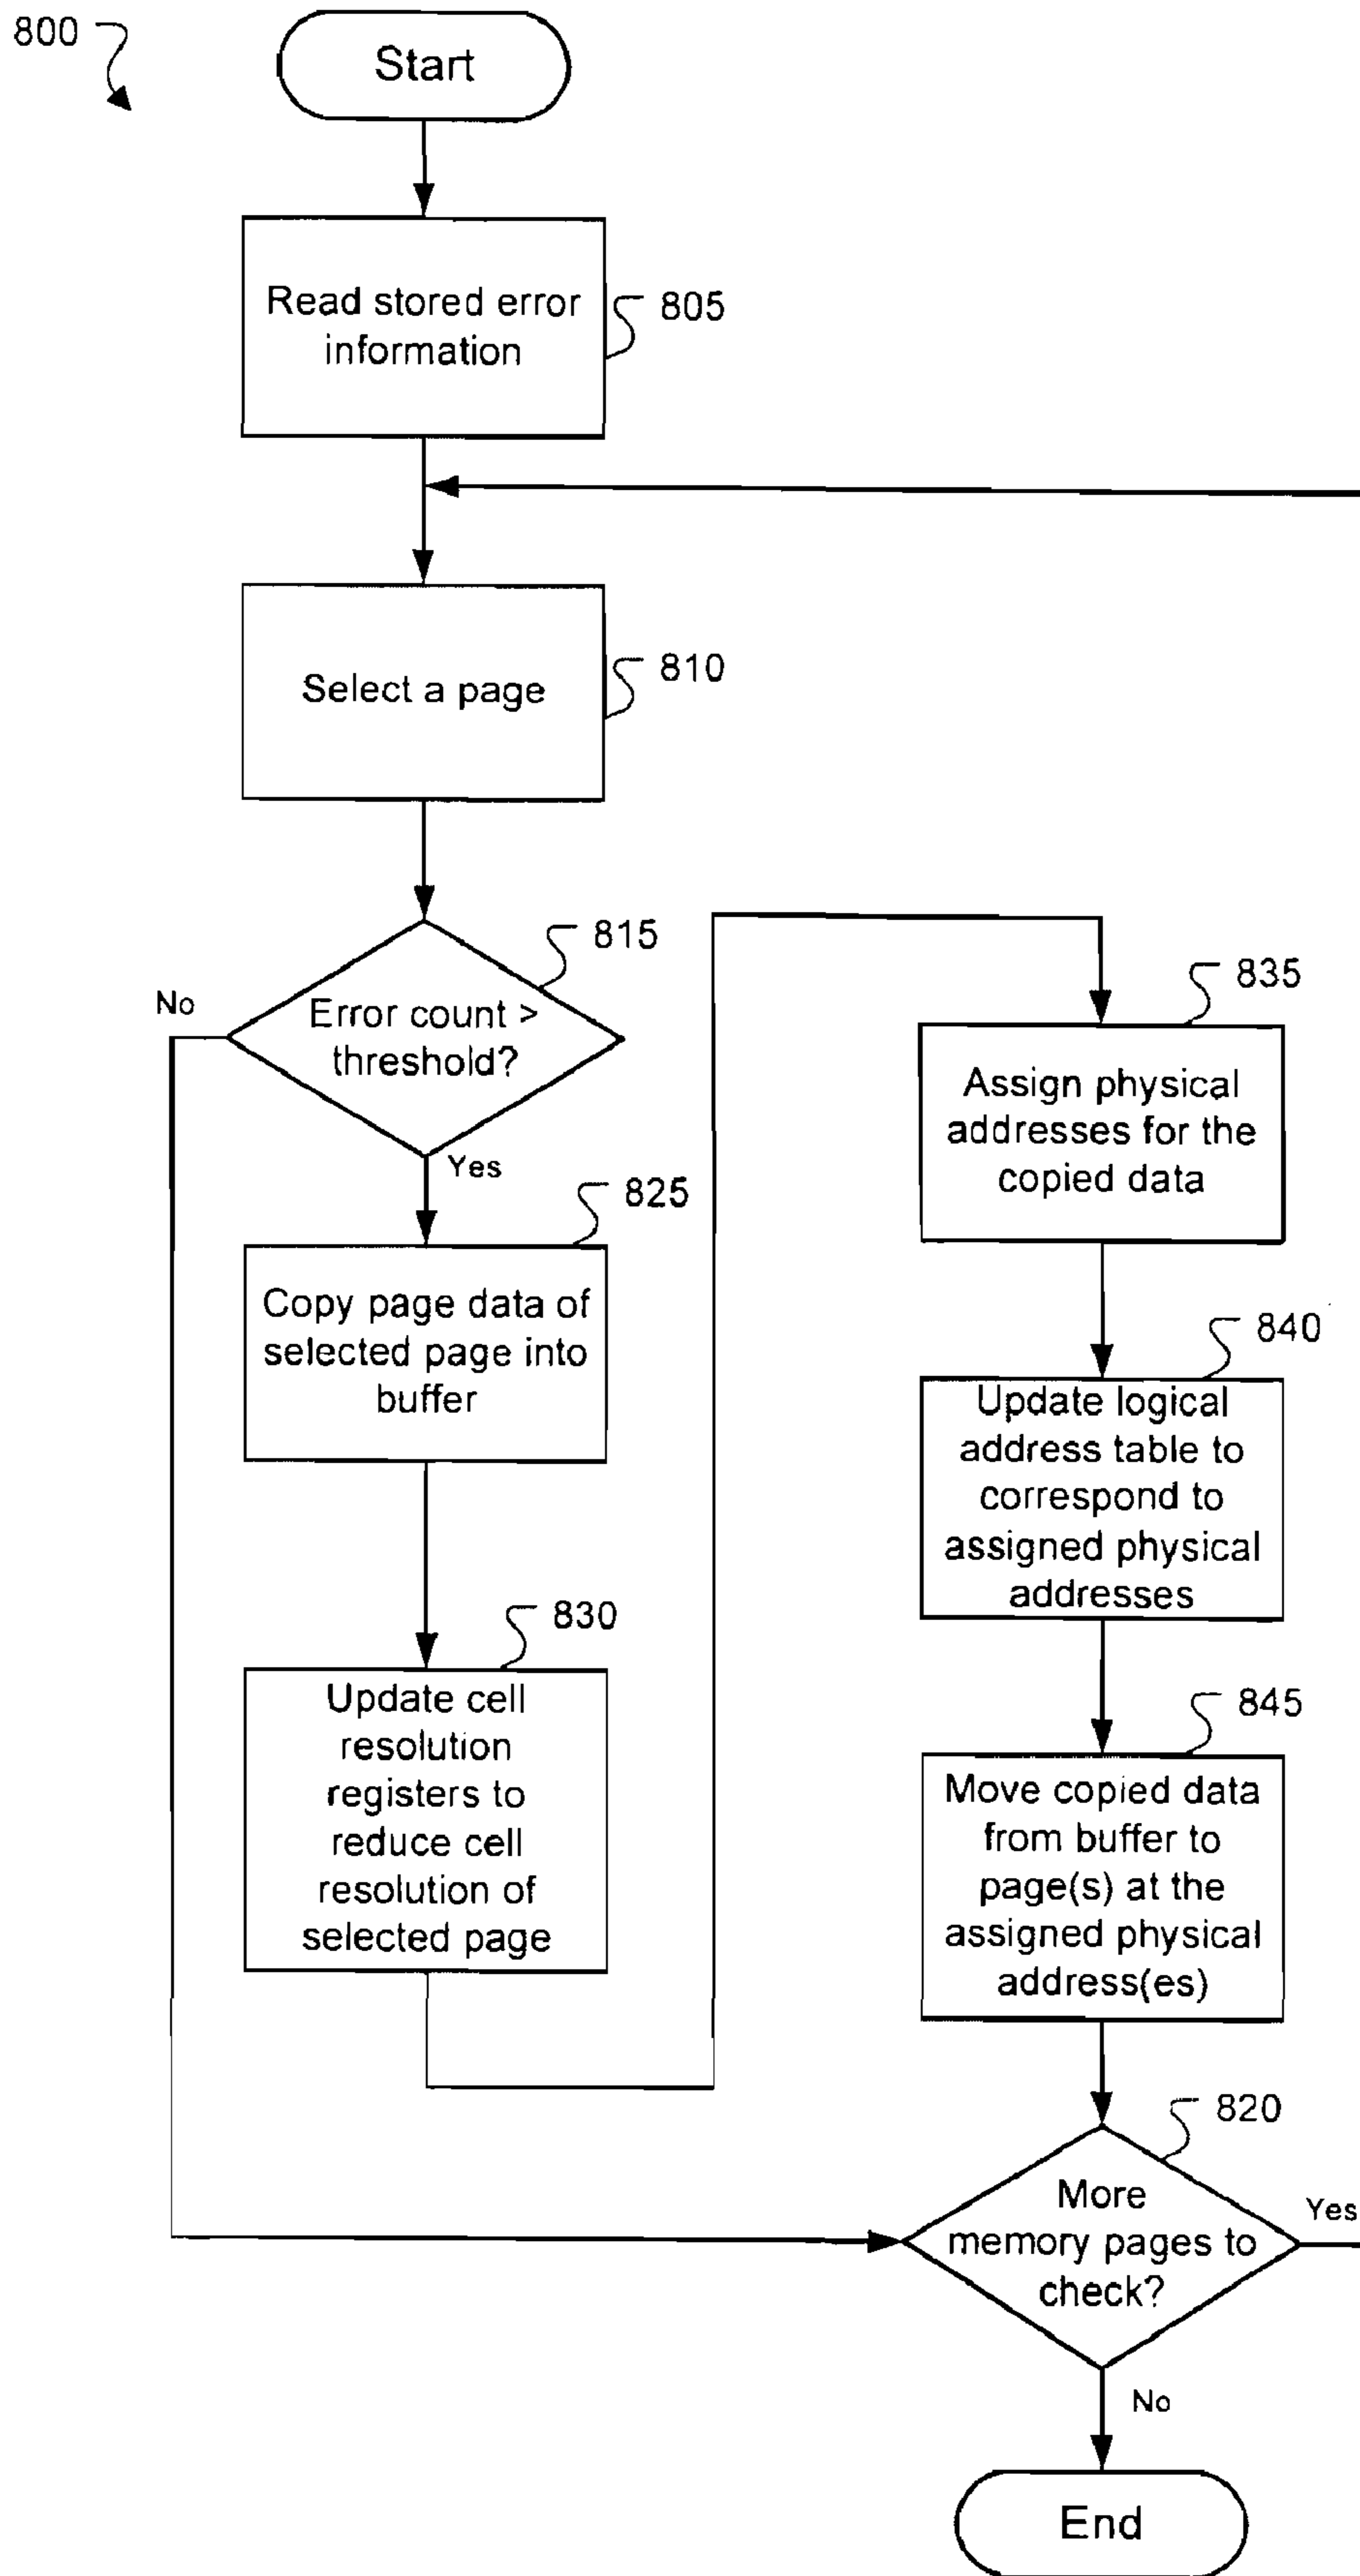 800
Start
Read stored error
information
805
Select a page
810
815
No
Error count >
threshold?
Yes
825
Copy page data of
selected page into
buffer
830
Update cell
resolution
registers to
reduce cell
resolution of
selected page
835
Assign physical
addresses for the
copied data
840
Update logical
address table to
correspond to
assigned physical
addresses
845
Move copied data
from buffer to
page(s) at the
assigned physical
address(es)
820
More
memory pages to
check?
Yes
No
End